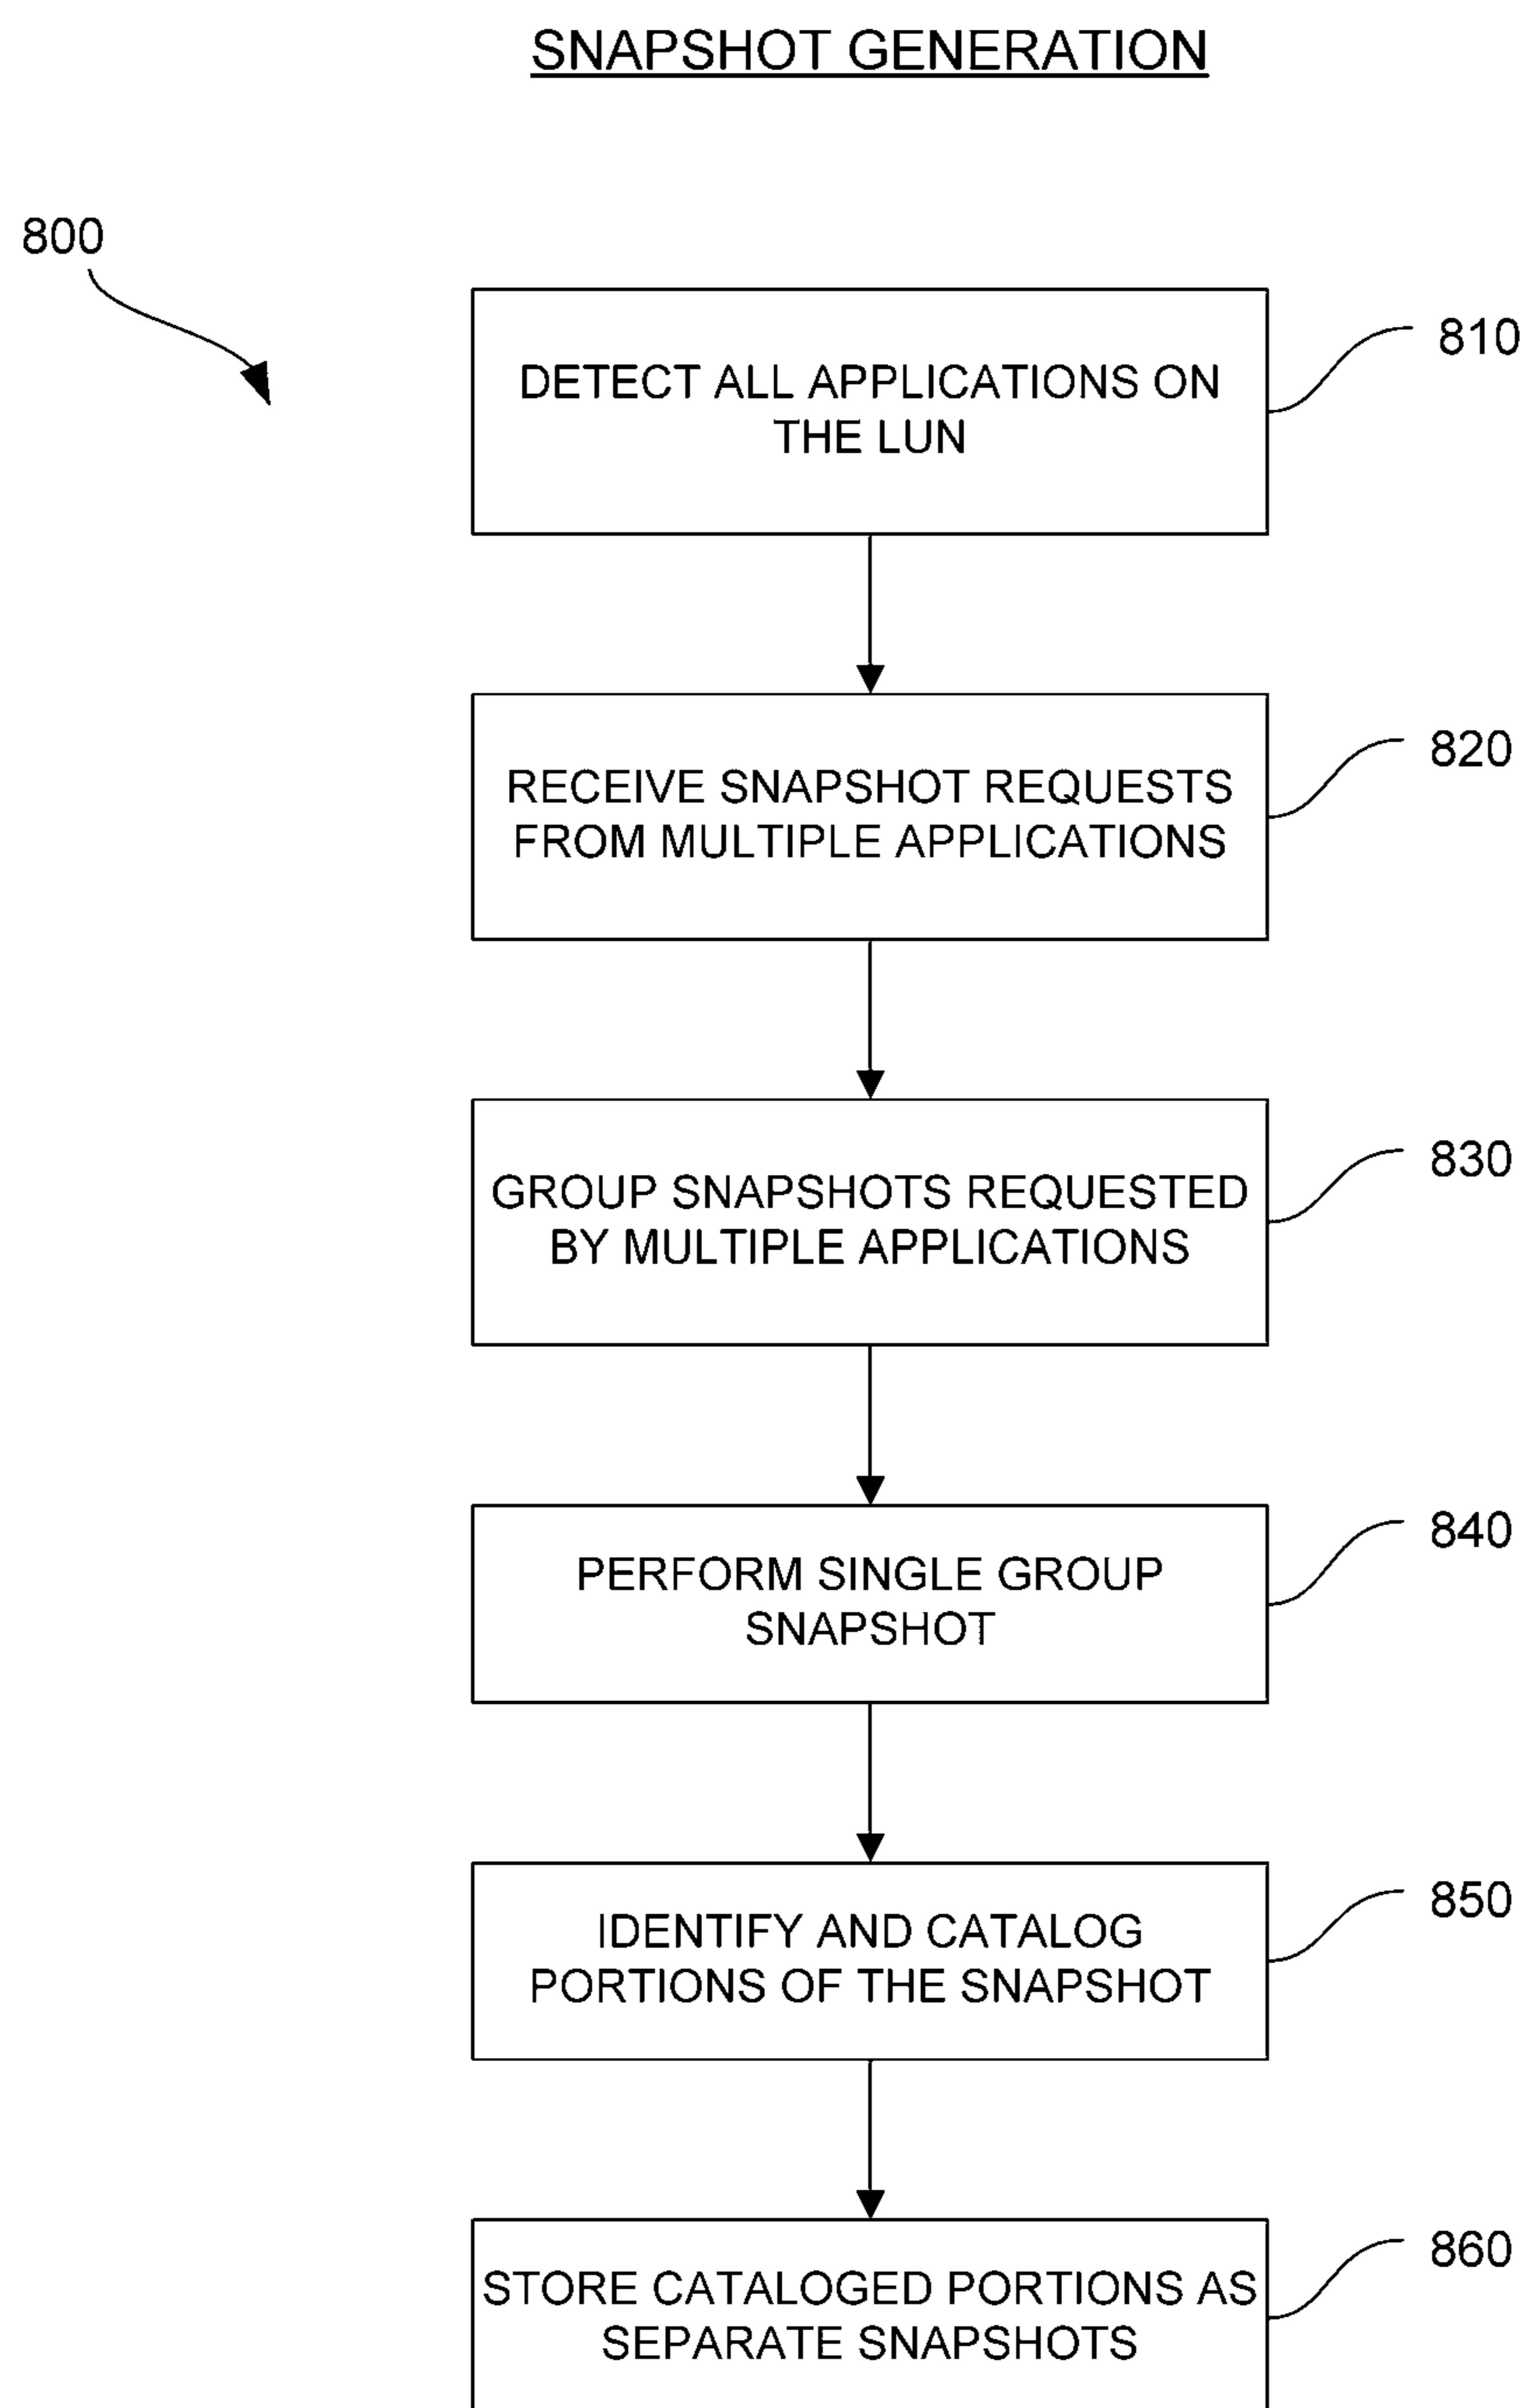 SNAPSHOT GENERATION
800
DETECT ALL APPLICATIONS ON
THE LUN
810
RECEIVE SNAPSHOT REQUESTS
FROM MULTIPLE APPLICATIONS
820
GROUP SNAPSHOTS REQUESTED
BY MULTIPLE APPLICATIONS
830
PERFORM SINGLE GROUP
SNAPSHOT
840
IDENTIFY AND CATALOG
PORTIONS OF THE SNAPSHOT
850
STORE CATALOGED PORTIONS AS
SEPARATE SNAPSHOTS
860